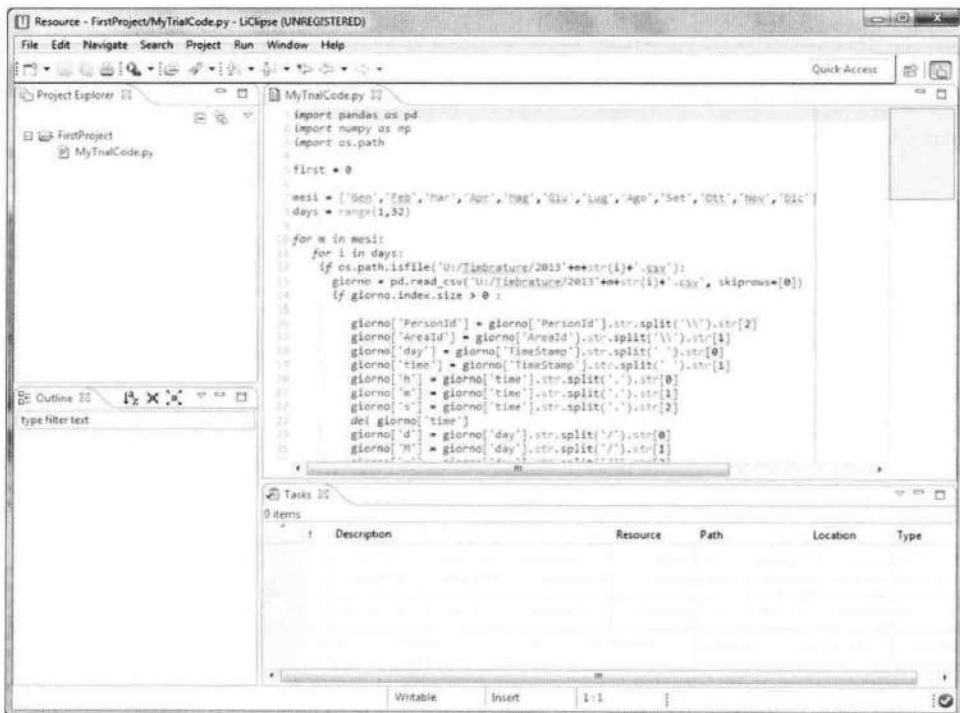 Resource - FirstProject/MyTrialCode.py - LiClipse (UNREGISTERED)
File Edit Navigate Search Project Run Window Help
Quick Access
Project Explorer
FirstProject
MyTrialCode.py
MyTrialCode.py
import pandas as pd
import numpy as np
import os.path
first = 0
mesi = ['Gen','Feb','Mar','Apr','Mag','Giu','Lug','Ago','Set','Ott','Nov','Dic']
days = range(1,32)
for m in mesi:
for i in days:
if os.path.isfile('U:/Timbrature/2013'+m+str(i)+'.csv'):
giorno = pd.read_csv('U:/Timbrature/2013'+m+str(i)+'.csv', skiprows=[0])
if giorno.index.size > 0 :
giorno['PersonId'] = giorno['PersonId'].str.split('\\').str[2]
giorno['AreaId'] = giorno['AreaId'].str.split('\\').str[1]
giorno['day'] = giorno['TimeStamp'].str.split(' ').str[0]
giorno['time'] = giorno['TimeStamp'].str.split(' ').str[1]
giorno['h'] = giorno['time'].str.split('.').str[0]
giorno['m'] = giorno['time'].str.split('.').str[1]
giorno['s'] = giorno['time'].str.split('.').str[2]
del giorno['time']
giorno['d'] = giorno['day'].str.split('/').str[0]
giorno['M'] = giorno['day'].str.split('/').str[1]
Outline
type filter text
Tasks
0 items
! Description Resource Path Location Type
Writable Insert 1:1